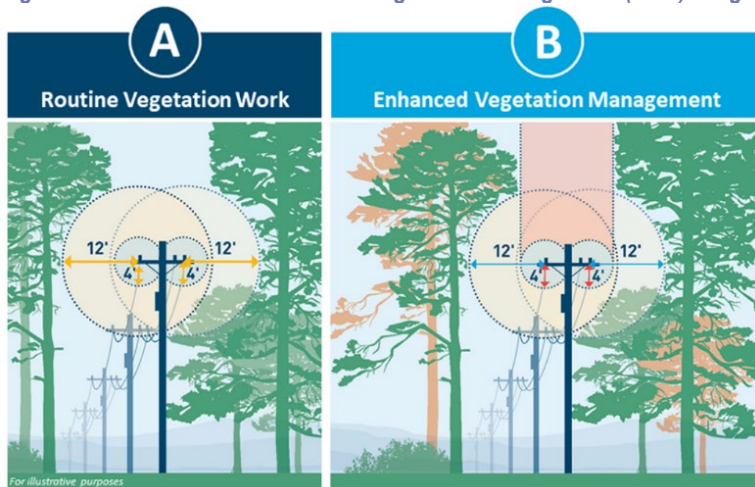 A
Routine Vegetation Work
12'
12'
4'
4'
For illustrative purposes
B
Enhanced Vegetation Management
12'
12'
4'
4'